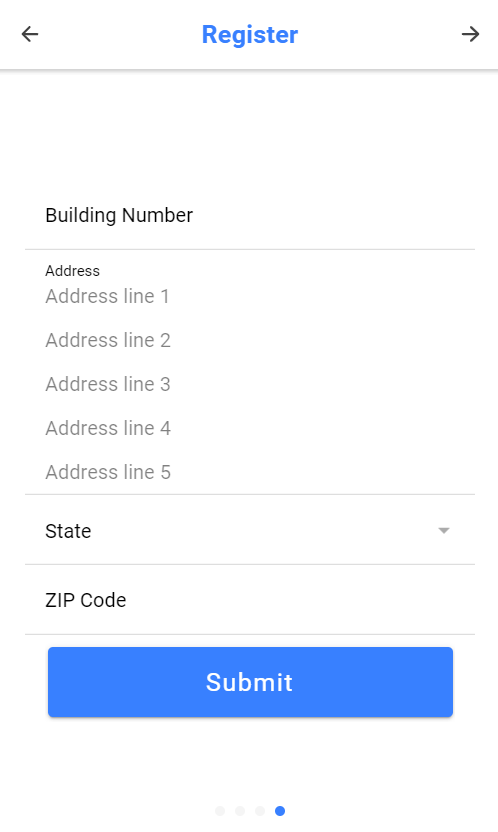 Register
Building Number
Address
Address line 1
Address line 2
Address line 3
Address line 4
Address line 5
State
ZIP Code
Submit